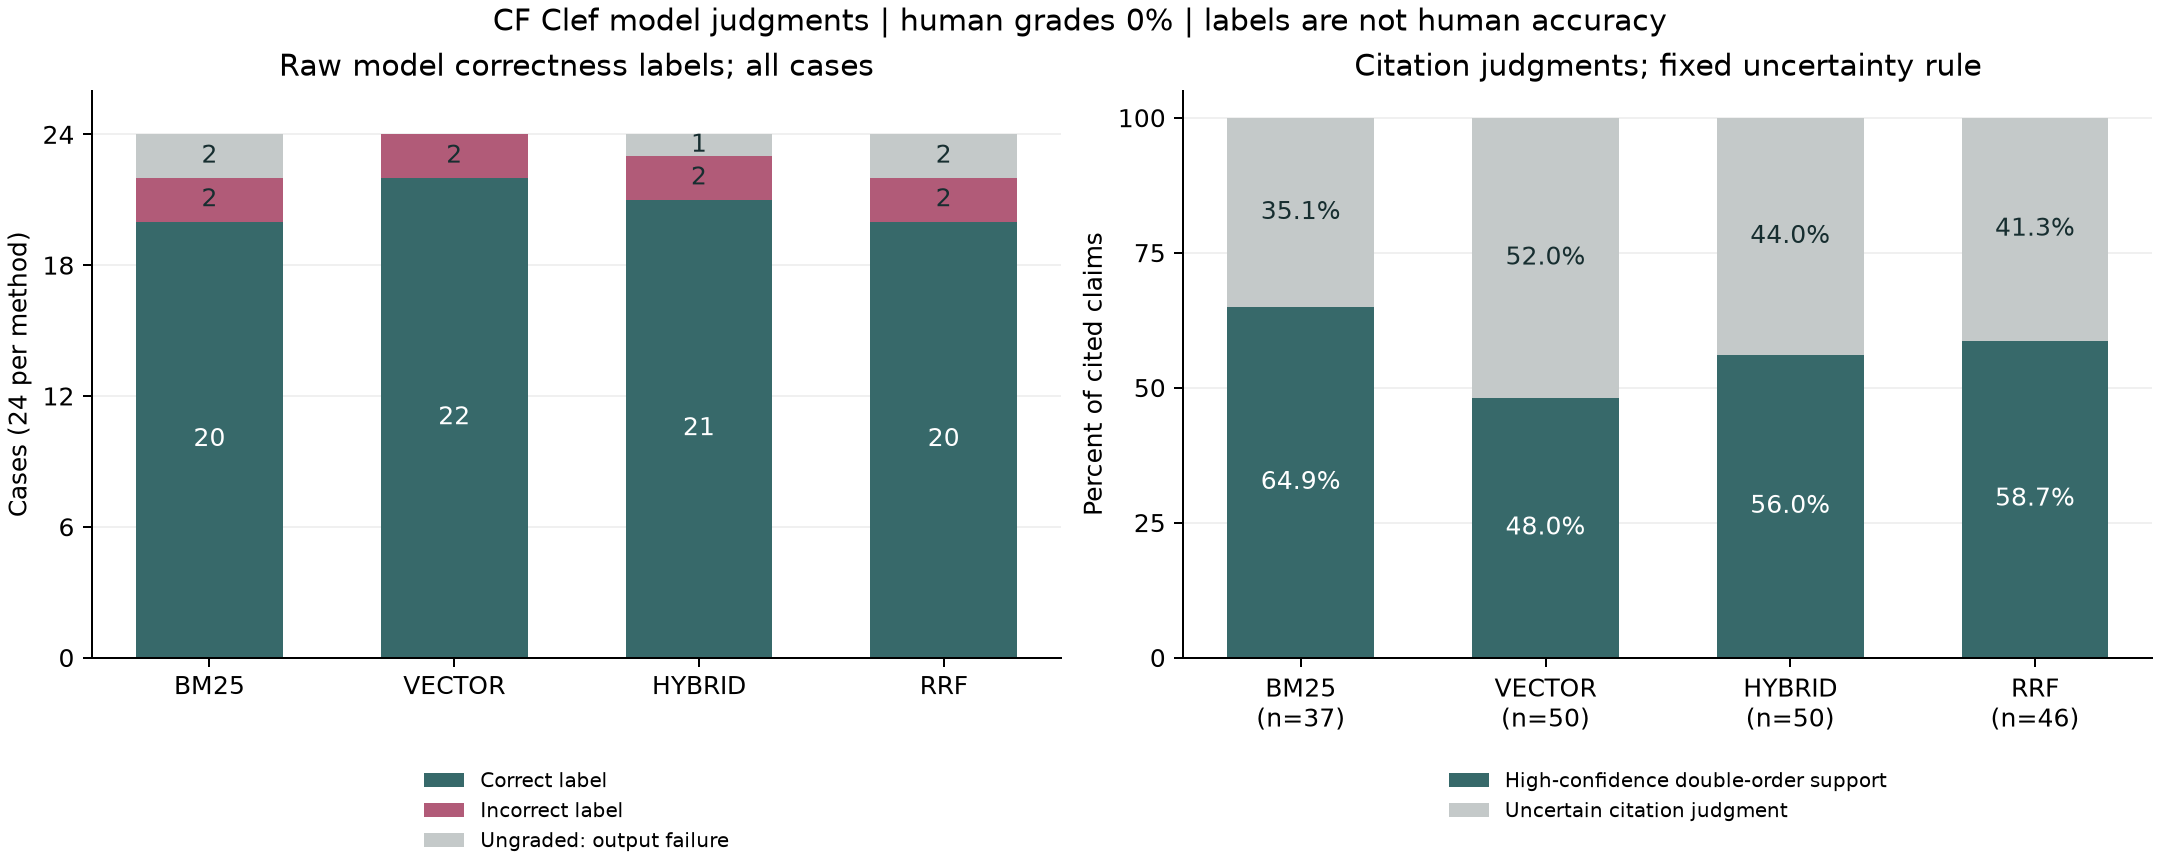 CF Clef model judgments | human grades 0% | labels are not human accuracy
Raw model correctness labels; all cases
Cases (24 per method)
24
18
12
6
0
2
2
20
2
22
1
2
21
2
2
20
BM25
VECTOR
HYBRID
RRF
Correct label
Incorrect label
Ungraded: output failure
Citation judgments; fixed uncertainty rule
Percent of cited claims
100
75
50
25
0
35.1%
64.9%
52.0%
48.0%
44.0%
56.0%
41.3%
58.7%
BM25
(n=37)
VECTOR
(n=50)
HYBRID
(n=50)
RRF
(n=46)
High-confidence double-order support
Uncertain citation judgment